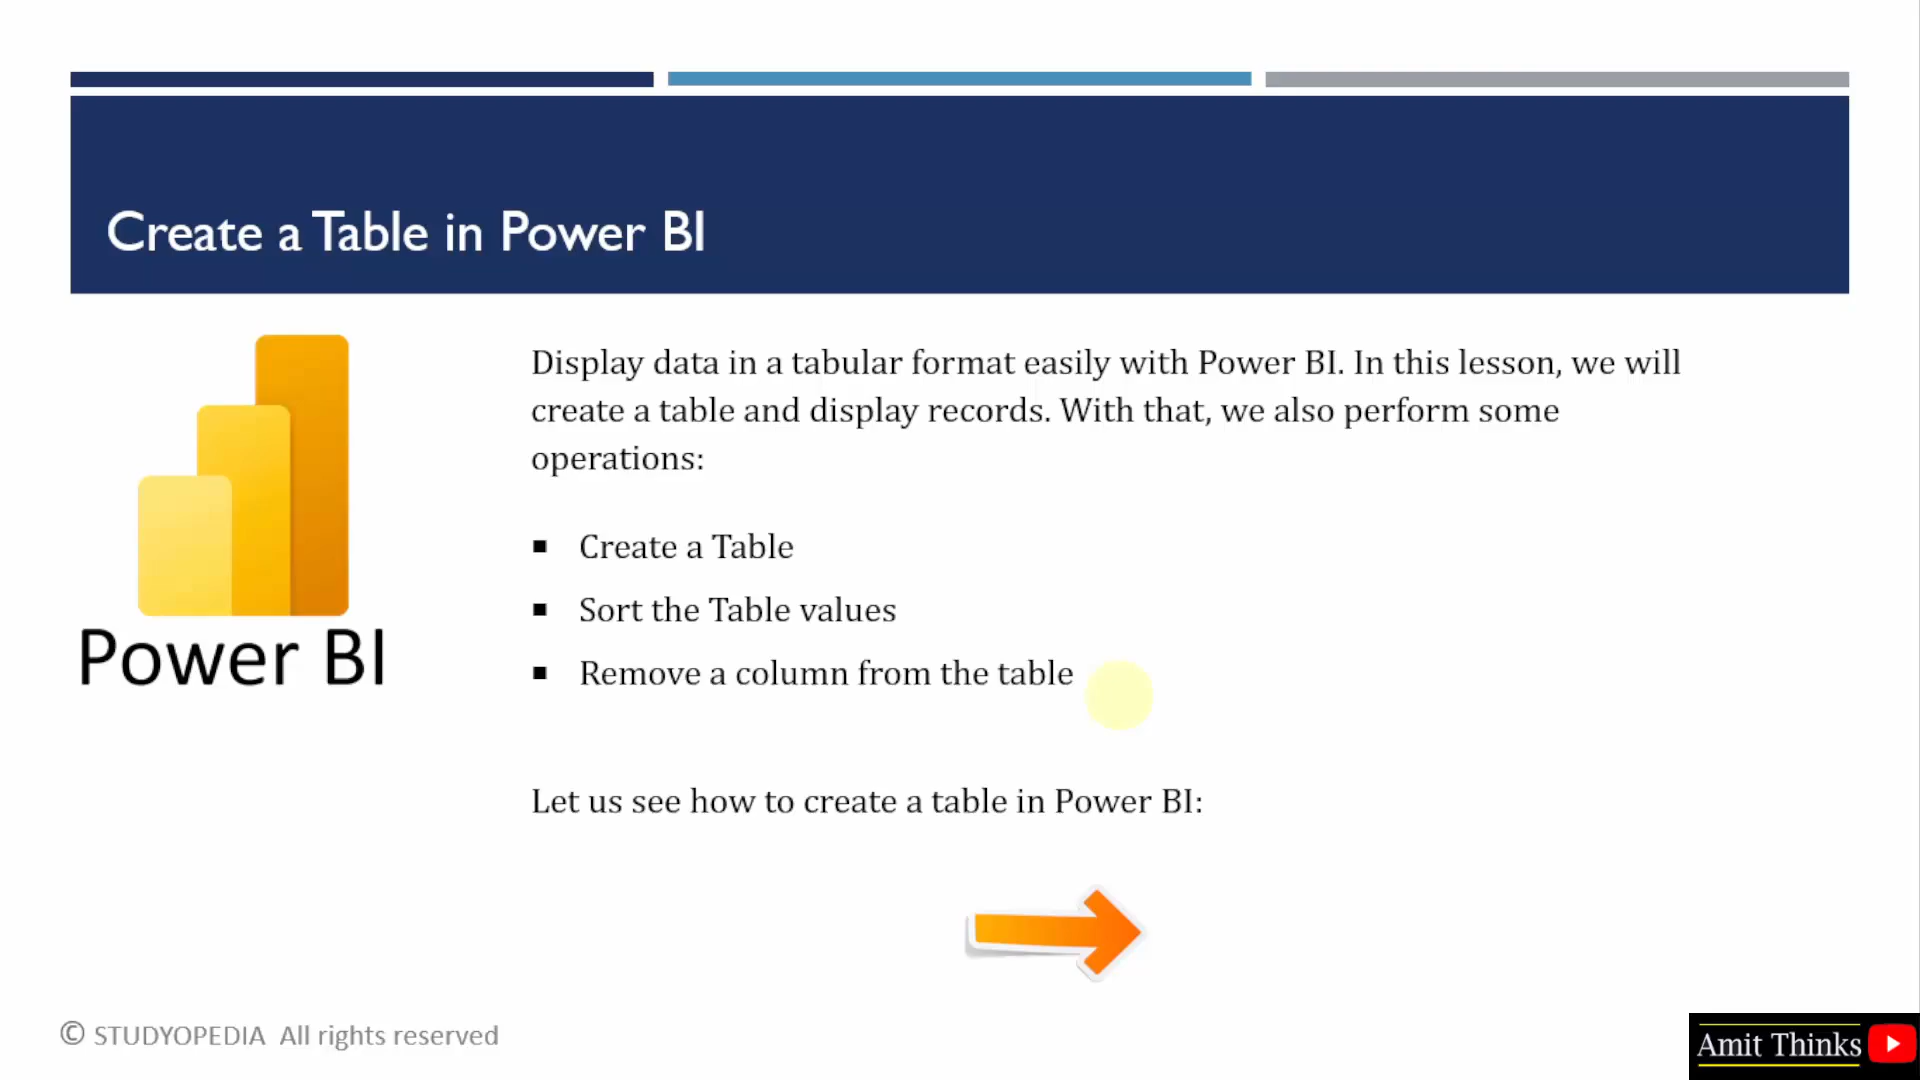 Create a Table in Power BI
Display data in a tabular format easily with Power BI. In this lesson, we will
create a table and display records. With that, we also perform some
operations:
▪ Create a Table
▪ Sort the Table values
▪ Remove a column from the table
Power BI
Let us see how to create a table in Power BI:
© STUDYOPEDIA All rights reserved
Amit Thinks